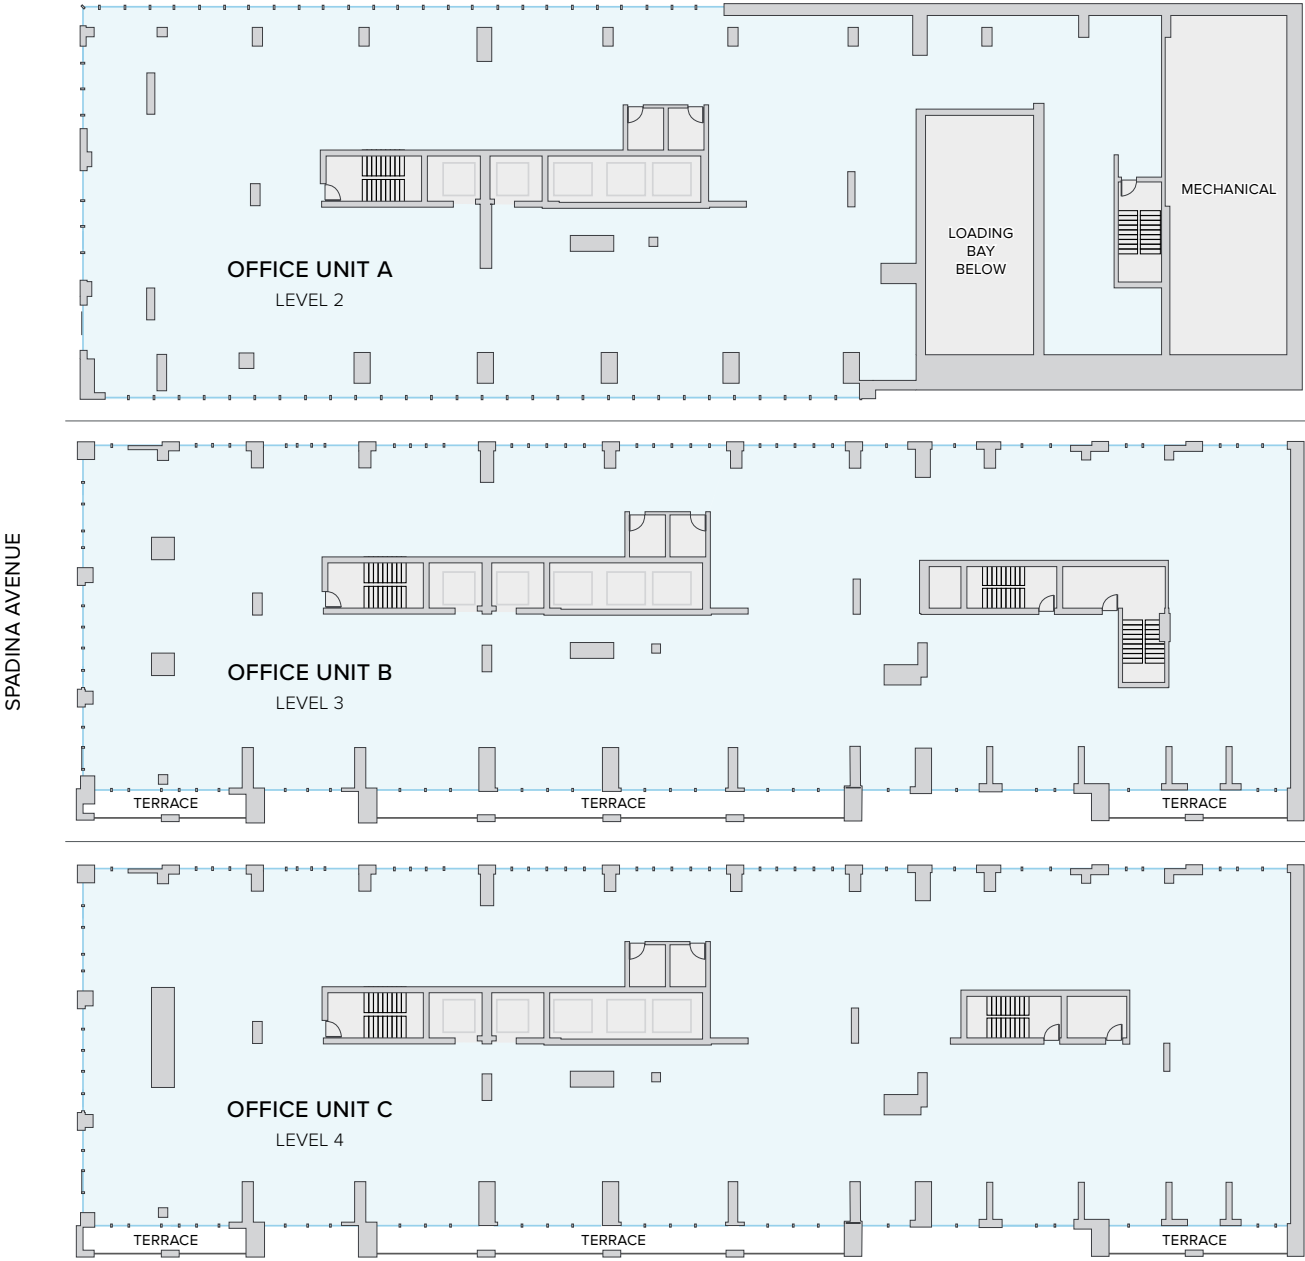 MECHANICAL
LOADING
BAY
BELOW
OFFICE UNIT A
LEVEL 2
SPADINA AVENUE
OFFICE UNIT B
LEVEL 3
TERRACE
TERRACE
TERRACE
OFFICE UNIT C
LEVEL 4
TERRACE
TERRACE
TERRACE